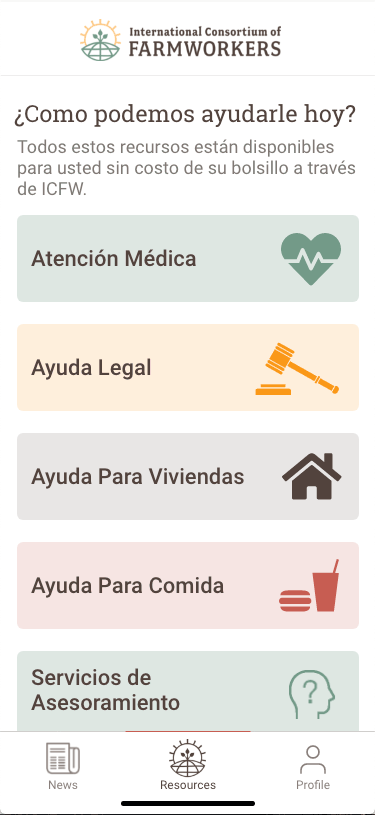 International Consortium of
FARMWORKERS
¿Como podemos ayudarle hoy?
Todos estos recursos están disponibles
para usted sin costo de su bolsillo a través
de ICFW.
Atención Médica
Ayuda Legal
Ayuda Para Viviendas
Ayuda Para Comida
Servicios de
Asesoramiento
?
News
Resources
Profile